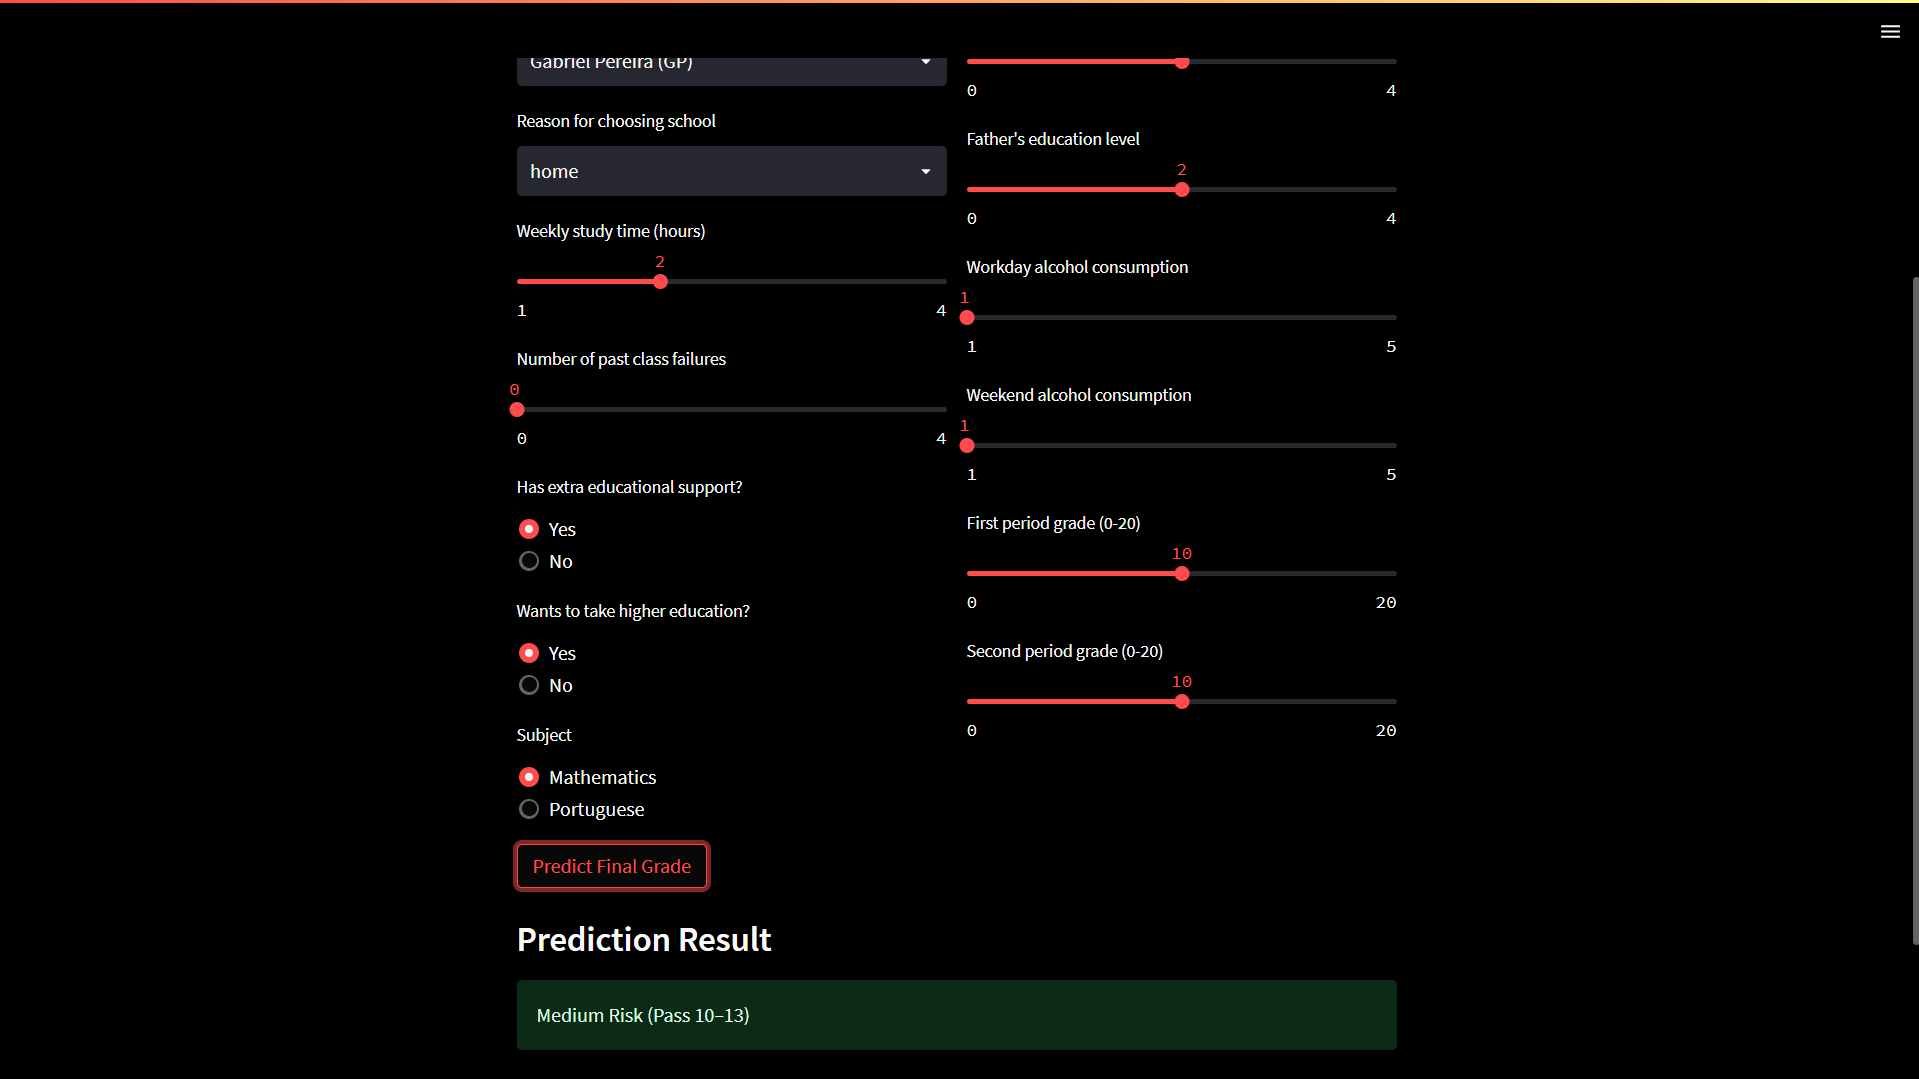 Gabriel Pereira (GP)
Reason for choosing school
home
Weekly study time (hours)
2
1 4
Number of past class failures
0
0 4
Has extra educational support?
Yes
No
Wants to take higher education?
Yes
No
Subject
Mathematics
Portuguese
0 4
Father's education level
2
0 4
Workday alcohol consumption
1
1 5
Weekend alcohol consumption
1
1 5
First period grade (0-20)
10
0 20
Second period grade (0-20)
10
0 20
Predict Final Grade
Prediction Result
Medium Risk (Pass 10–13)